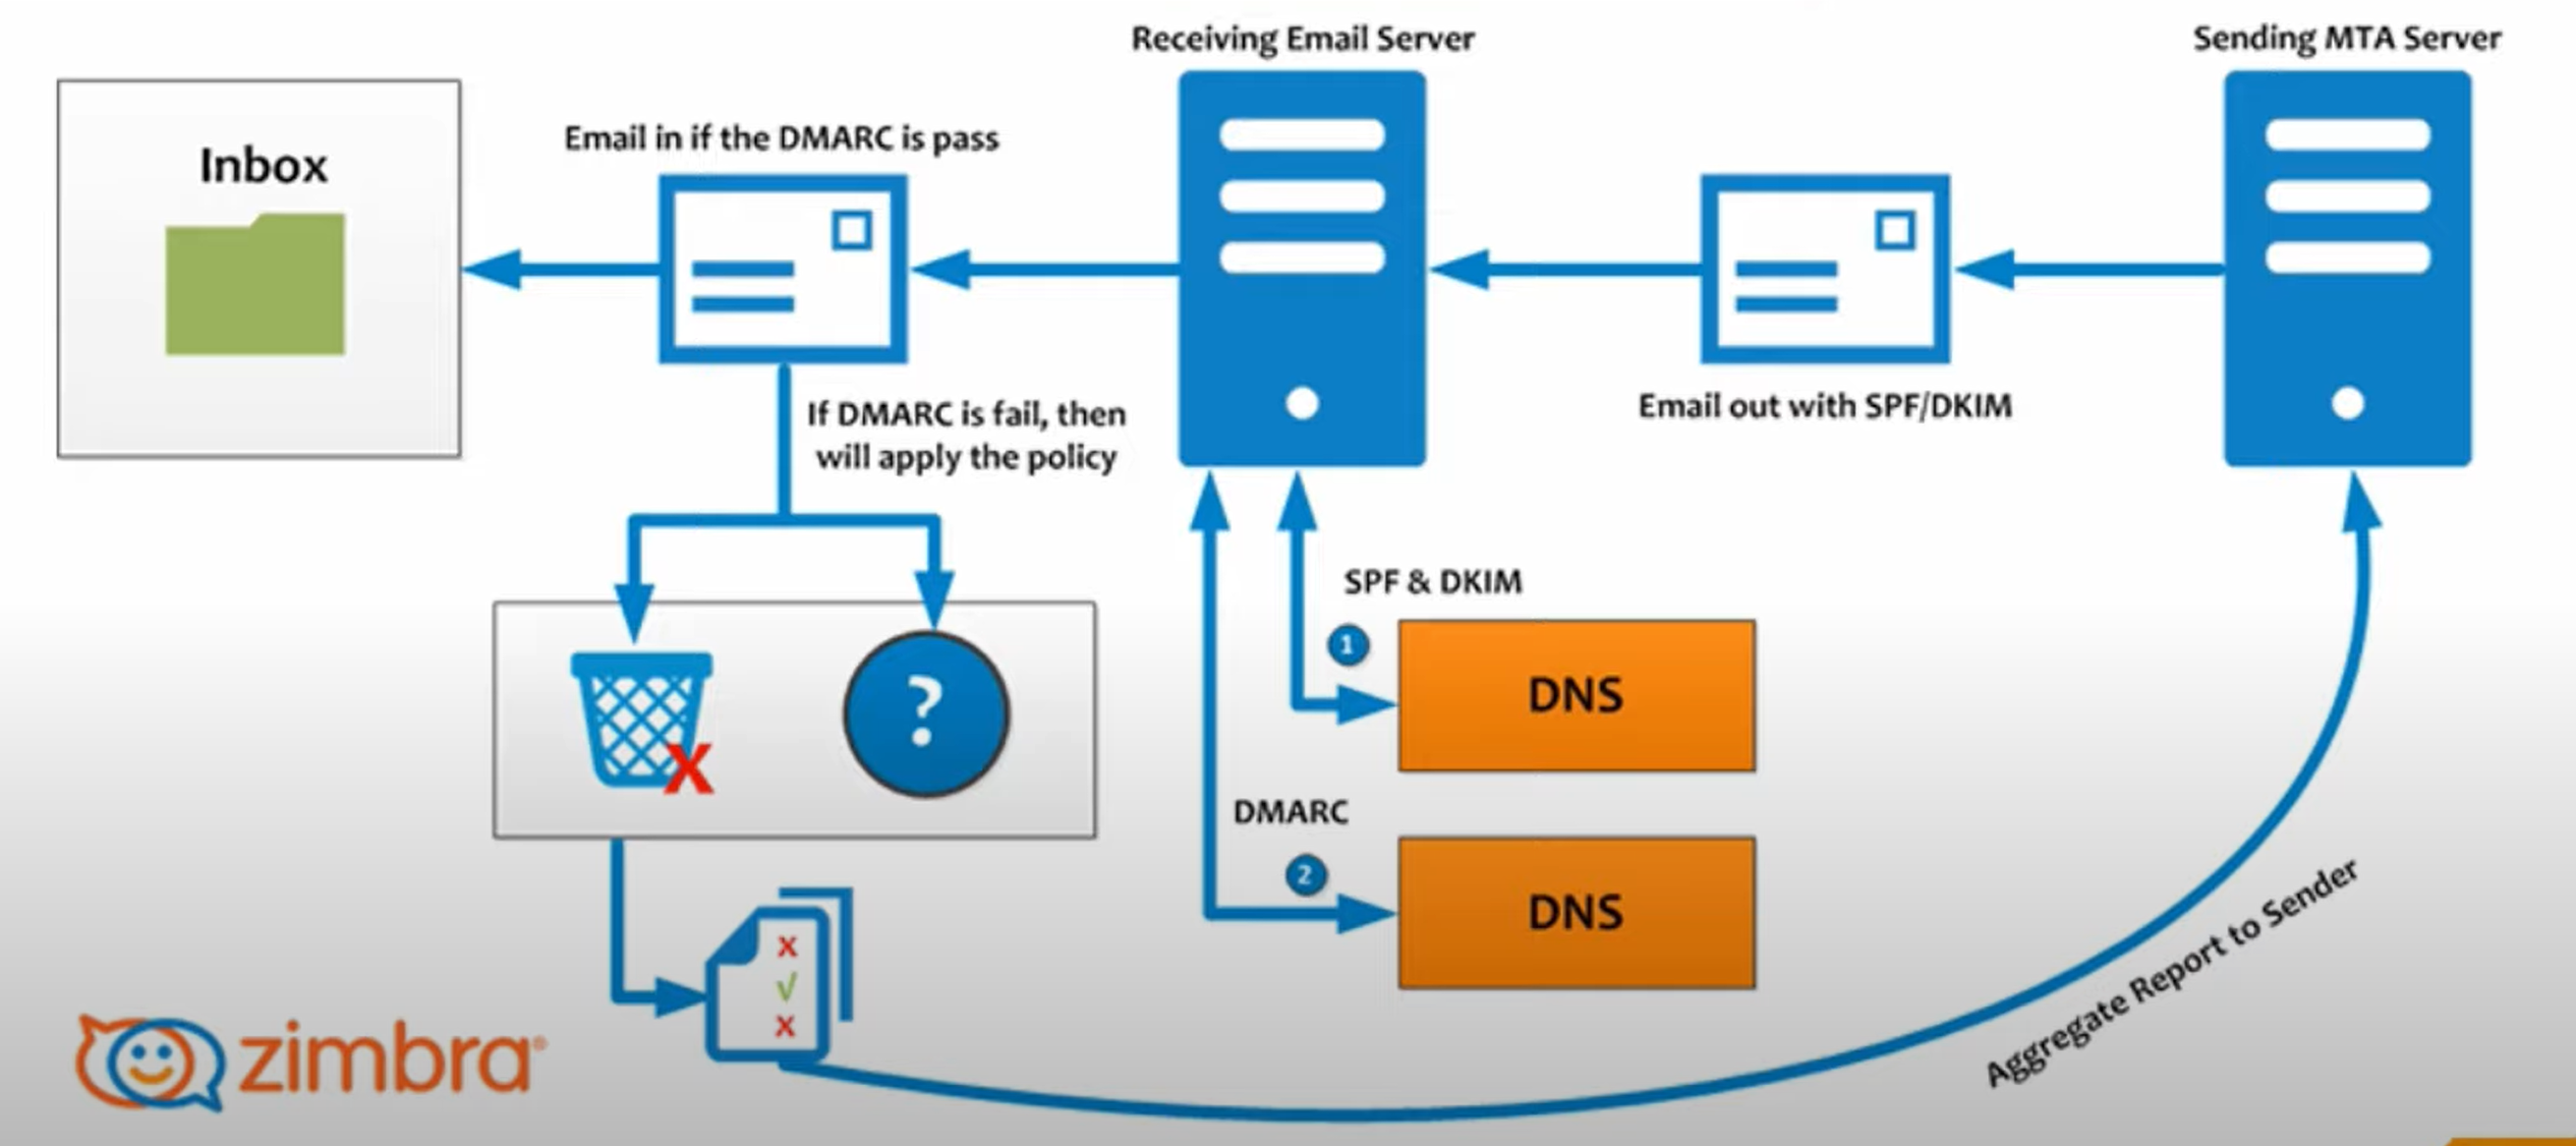 Receiving Email Server
Sending MTA Server
Inbox
Email in if the DMARC is pass
If DMARC is fail, then
will apply the policy
Email out with SPF/DKIM
SPF & DKIM
1
DNS
?
X
DMARC
2
DNS
x
√
x
Aggregate Report to Sender
zimbra®